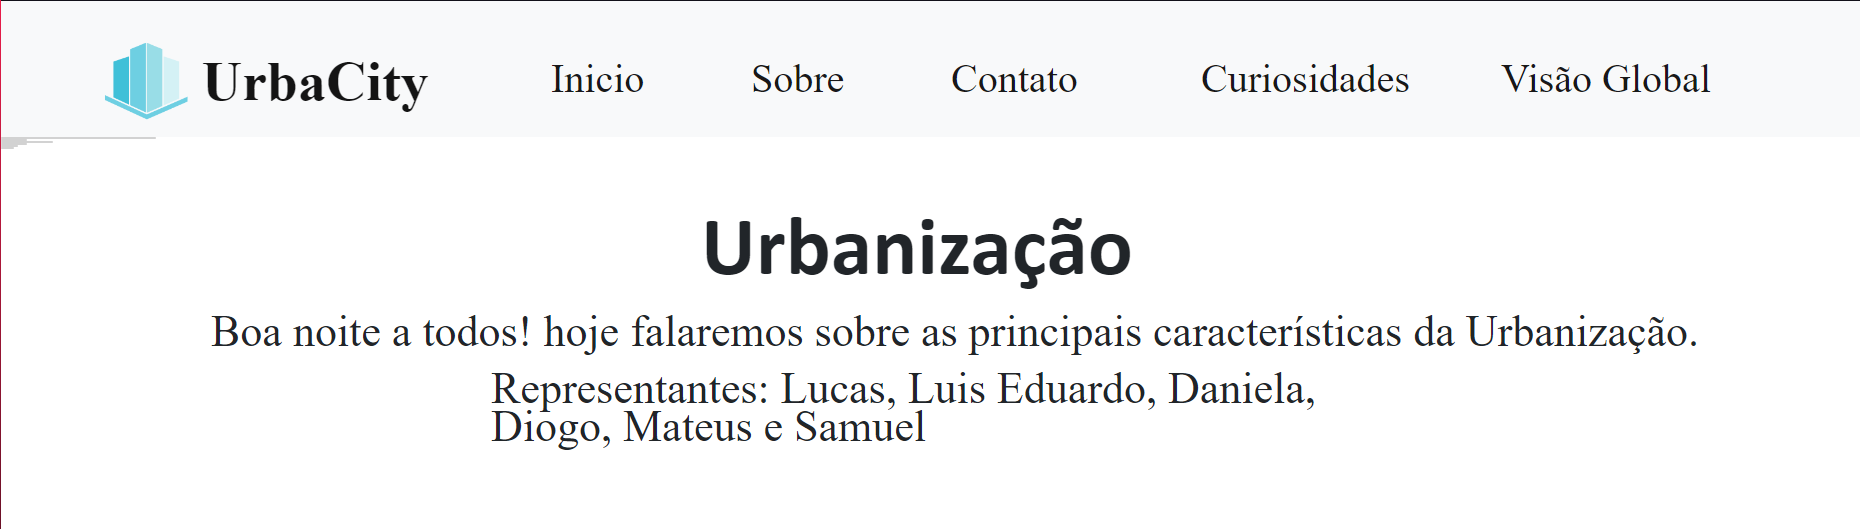 UrbaCity Inicio Sobre Contato Curiosidades Visão Global
Urbanização
Boa noite a todos! hoje falaremos sobre as principais características da Urbanização.
Representantes: Lucas, Luis Eduardo, Daniela,
Diogo, Mateus e Samuel